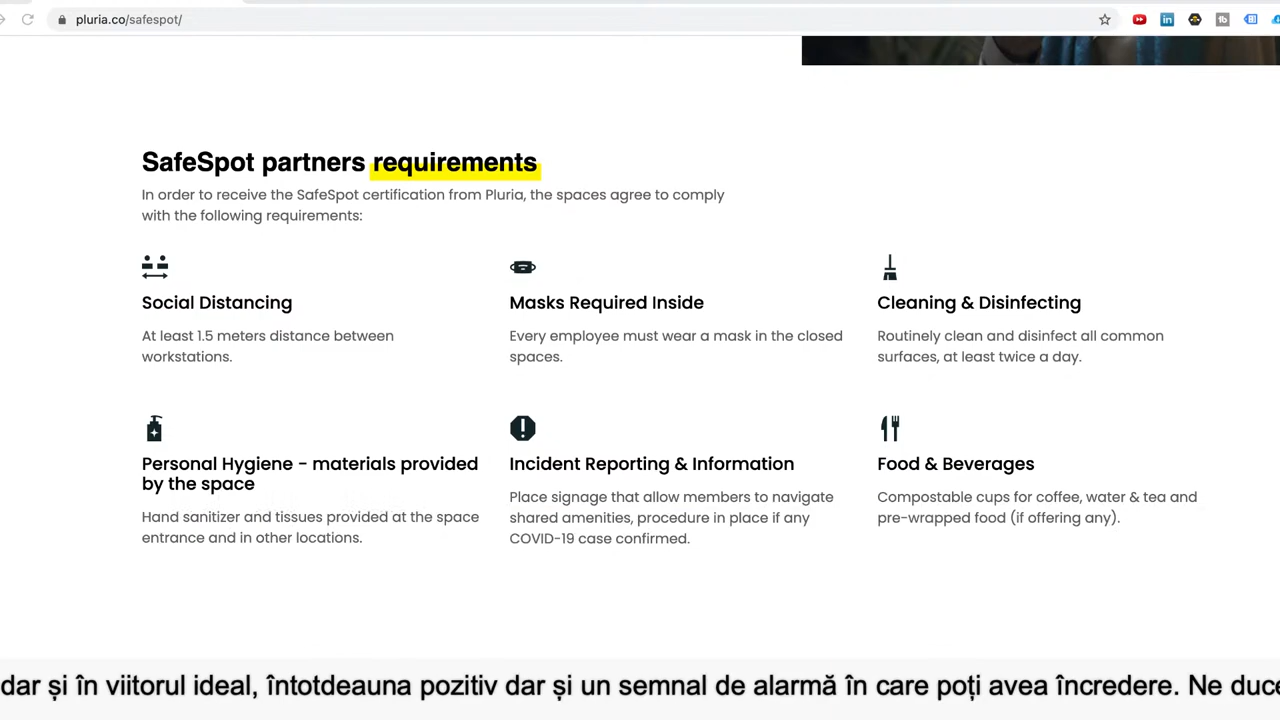 pluria.co/safespot/
SafeSpot partners requirements
In order to receive the SafeSpot certification from Pluria, the spaces agree to comply
with the following requirements:
Social Distancing
At least 1.5 meters distance between
workstations.
Masks Required Inside
Every employee must wear a mask in the closed
spaces.
Cleaning & Disinfecting
Routinely clean and disinfect all common
surfaces, at least twice a day.
Personal Hygiene - materials provided
by the space
Hand sanitizer and tissues provided at the space
entrance and in other locations.
Incident Reporting & Information
Place signage that allow members to navigate
shared amenities, procedure in place if any
COVID-19 case confirmed.
Food & Beverages
Compostable cups for coffee, water & tea and
pre-wrapped food (if offering any).
dar și în viitorul ideal, întotdeauna pozitiv dar și un semnal de alarmă în care poți avea încredere. Ne duce